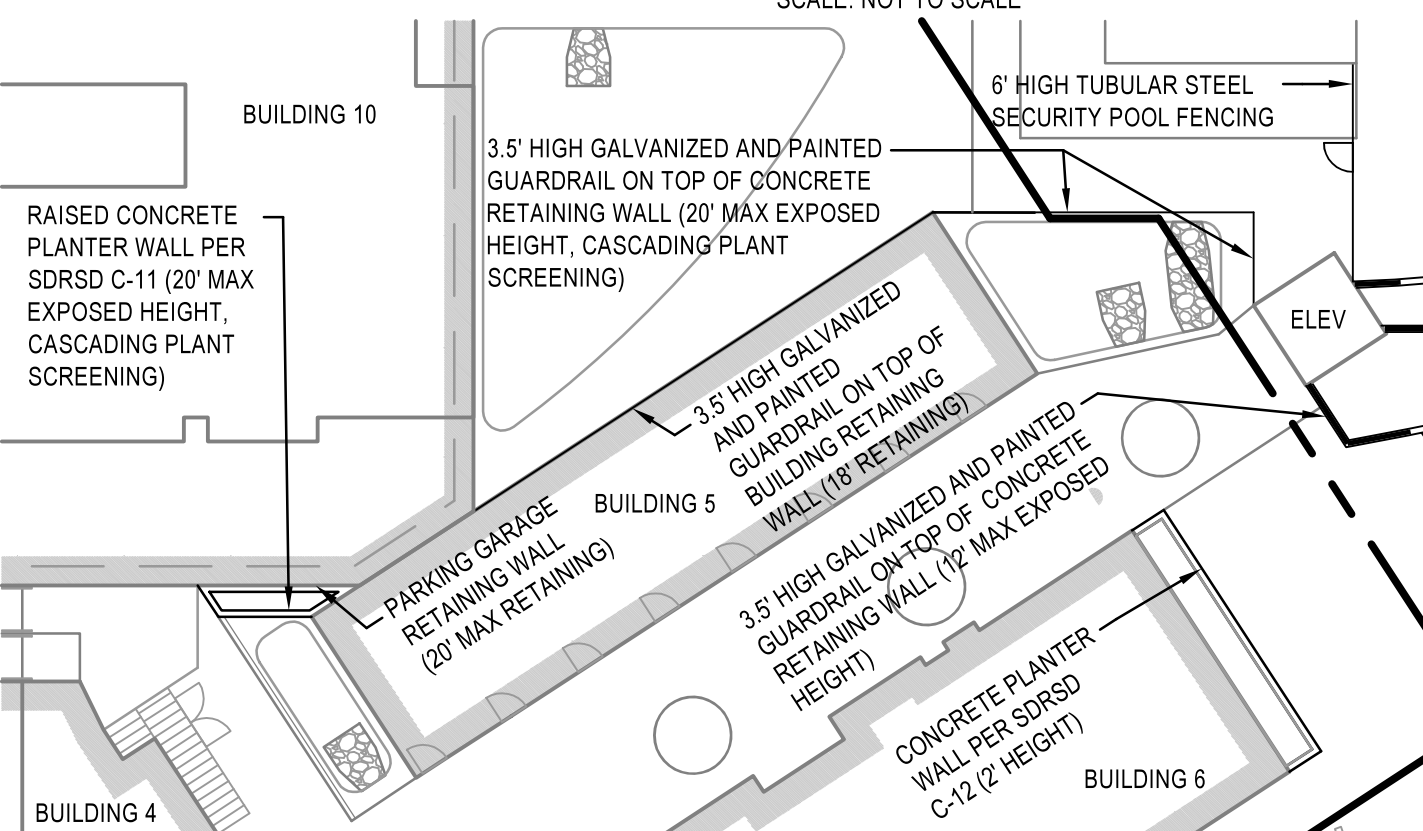 SCALE: NOT TO SCALE
6' HIGH TUBULAR STEEL
SECURITY POOL FENCING
BUILDING 10
3.5' HIGH GALVANIZED AND PAINTED
GUARDRAIL ON TOP OF CONCRETE
RETAINING WALL (20' MAX EXPOSED
HEIGHT, CASCADING PLANT
SCREENING)
RAISED CONCRETE
PLANTER WALL PER
SDRSD C-11 (20' MAX
EXPOSED HEIGHT,
CASCADING PLANT
SCREENING)
ELEV
3.5' HIGH GALVANIZED
AND PAINTED
GUARDRAIL ON TOP OF
BUILDING RETAINING
WALL (18' RETAINING)
BUILDING 5
PARKING GARAGE
RETAINING WALL
(20' MAX RETAINING)
3.5' HIGH GALVANIZED AND PAINTED
GUARDRAIL ON TOP OF CONCRETE
RETAINING WALL (12' MAX EXPOSED
HEIGHT)
CONCRETE PLANTER
WALL PER SDRSD
C-12 (2' HEIGHT)
BUILDING 6
BUILDING 4